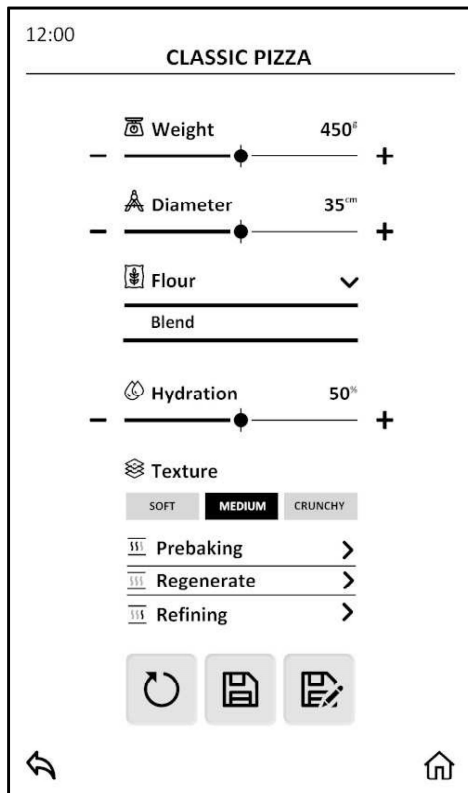 12:00
CLASSIC PIZZA
Weight 450g
− +
Diameter 35cm
− +
Flour
Blend
Hydration 50%
− +
Texture
SOFT MEDIUM CRUNCHY
Prebaking
Regenerate
Refining